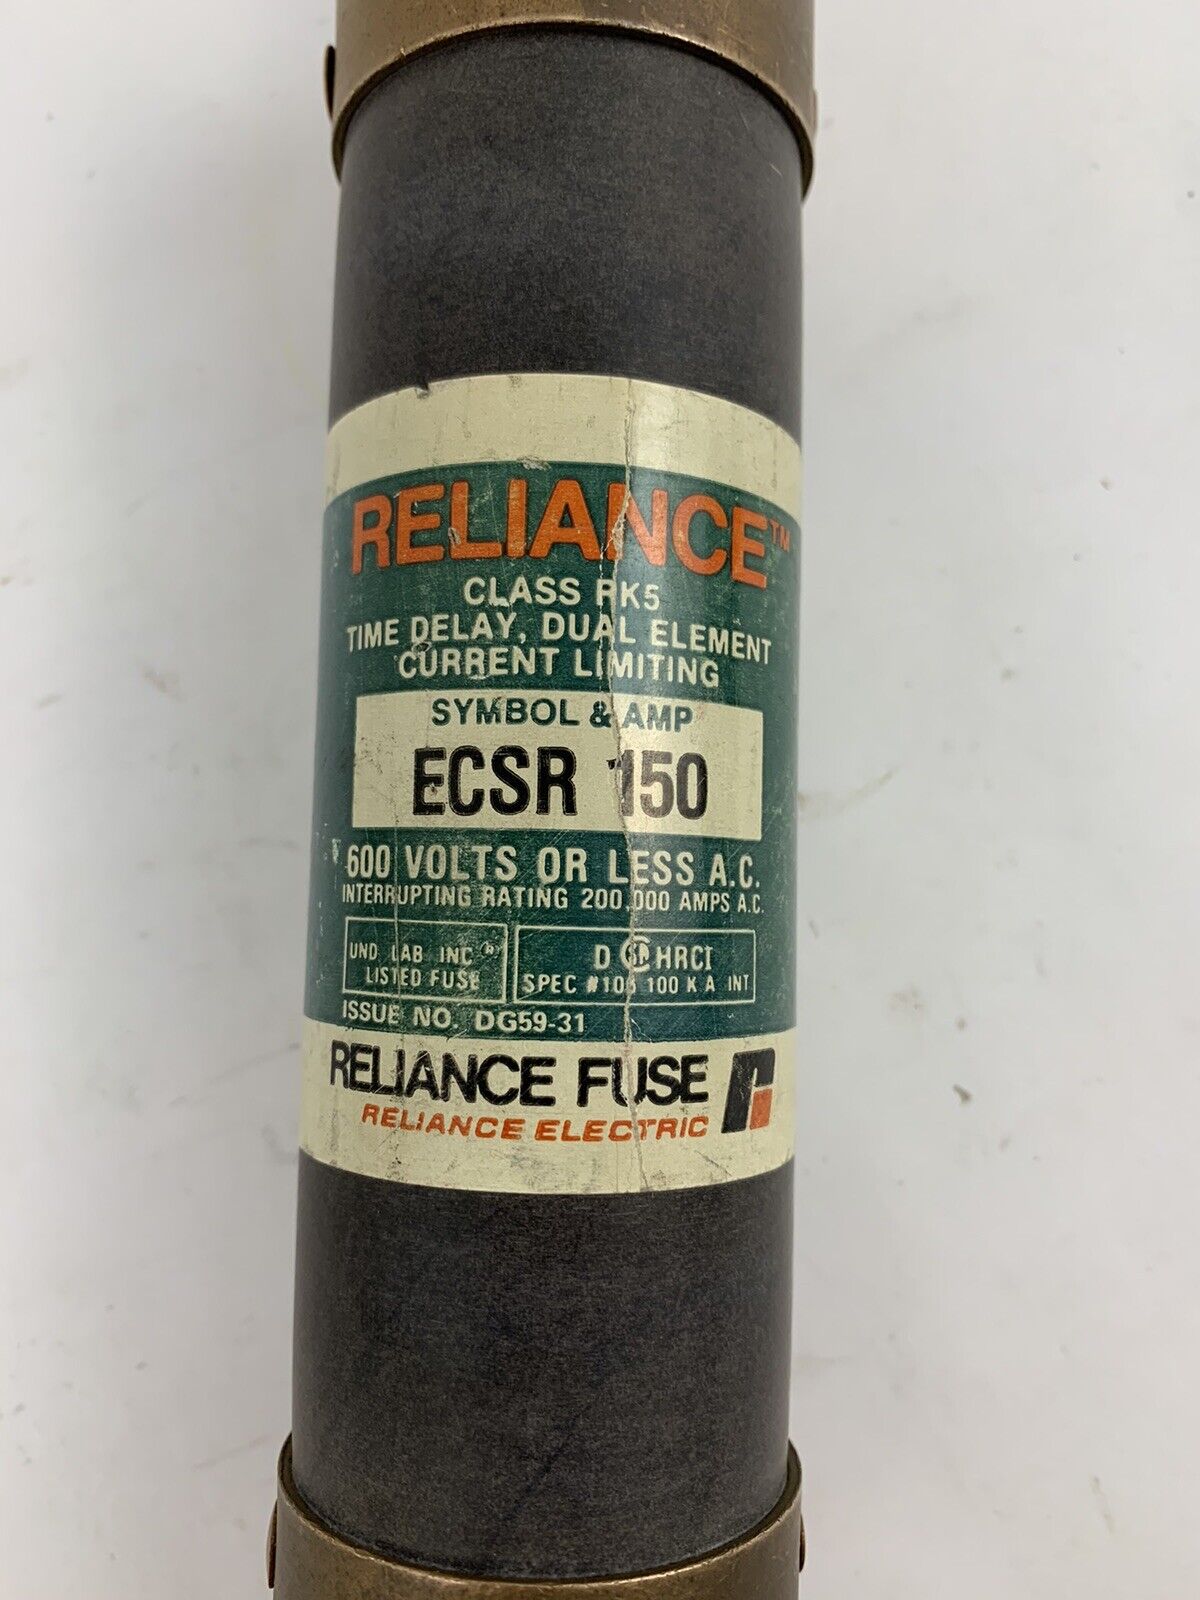 RELIANCE™
CLASS RK5
TIME DELAY, DUAL ELEMENT
CURRENT LIMITING
SYMBOL & AMP
ECSR 150
600 VOLTS OR LESS A.C.
INTERRUPTING RATING 200,000 AMPS A.C.
UND. LAB. INC.®
LISTED FUSE
D HRCI
SPEC #106 100 K A INT
ISSUE NO. DG59-31
RELIANCE FUSE
RELIANCE ELECTRIC